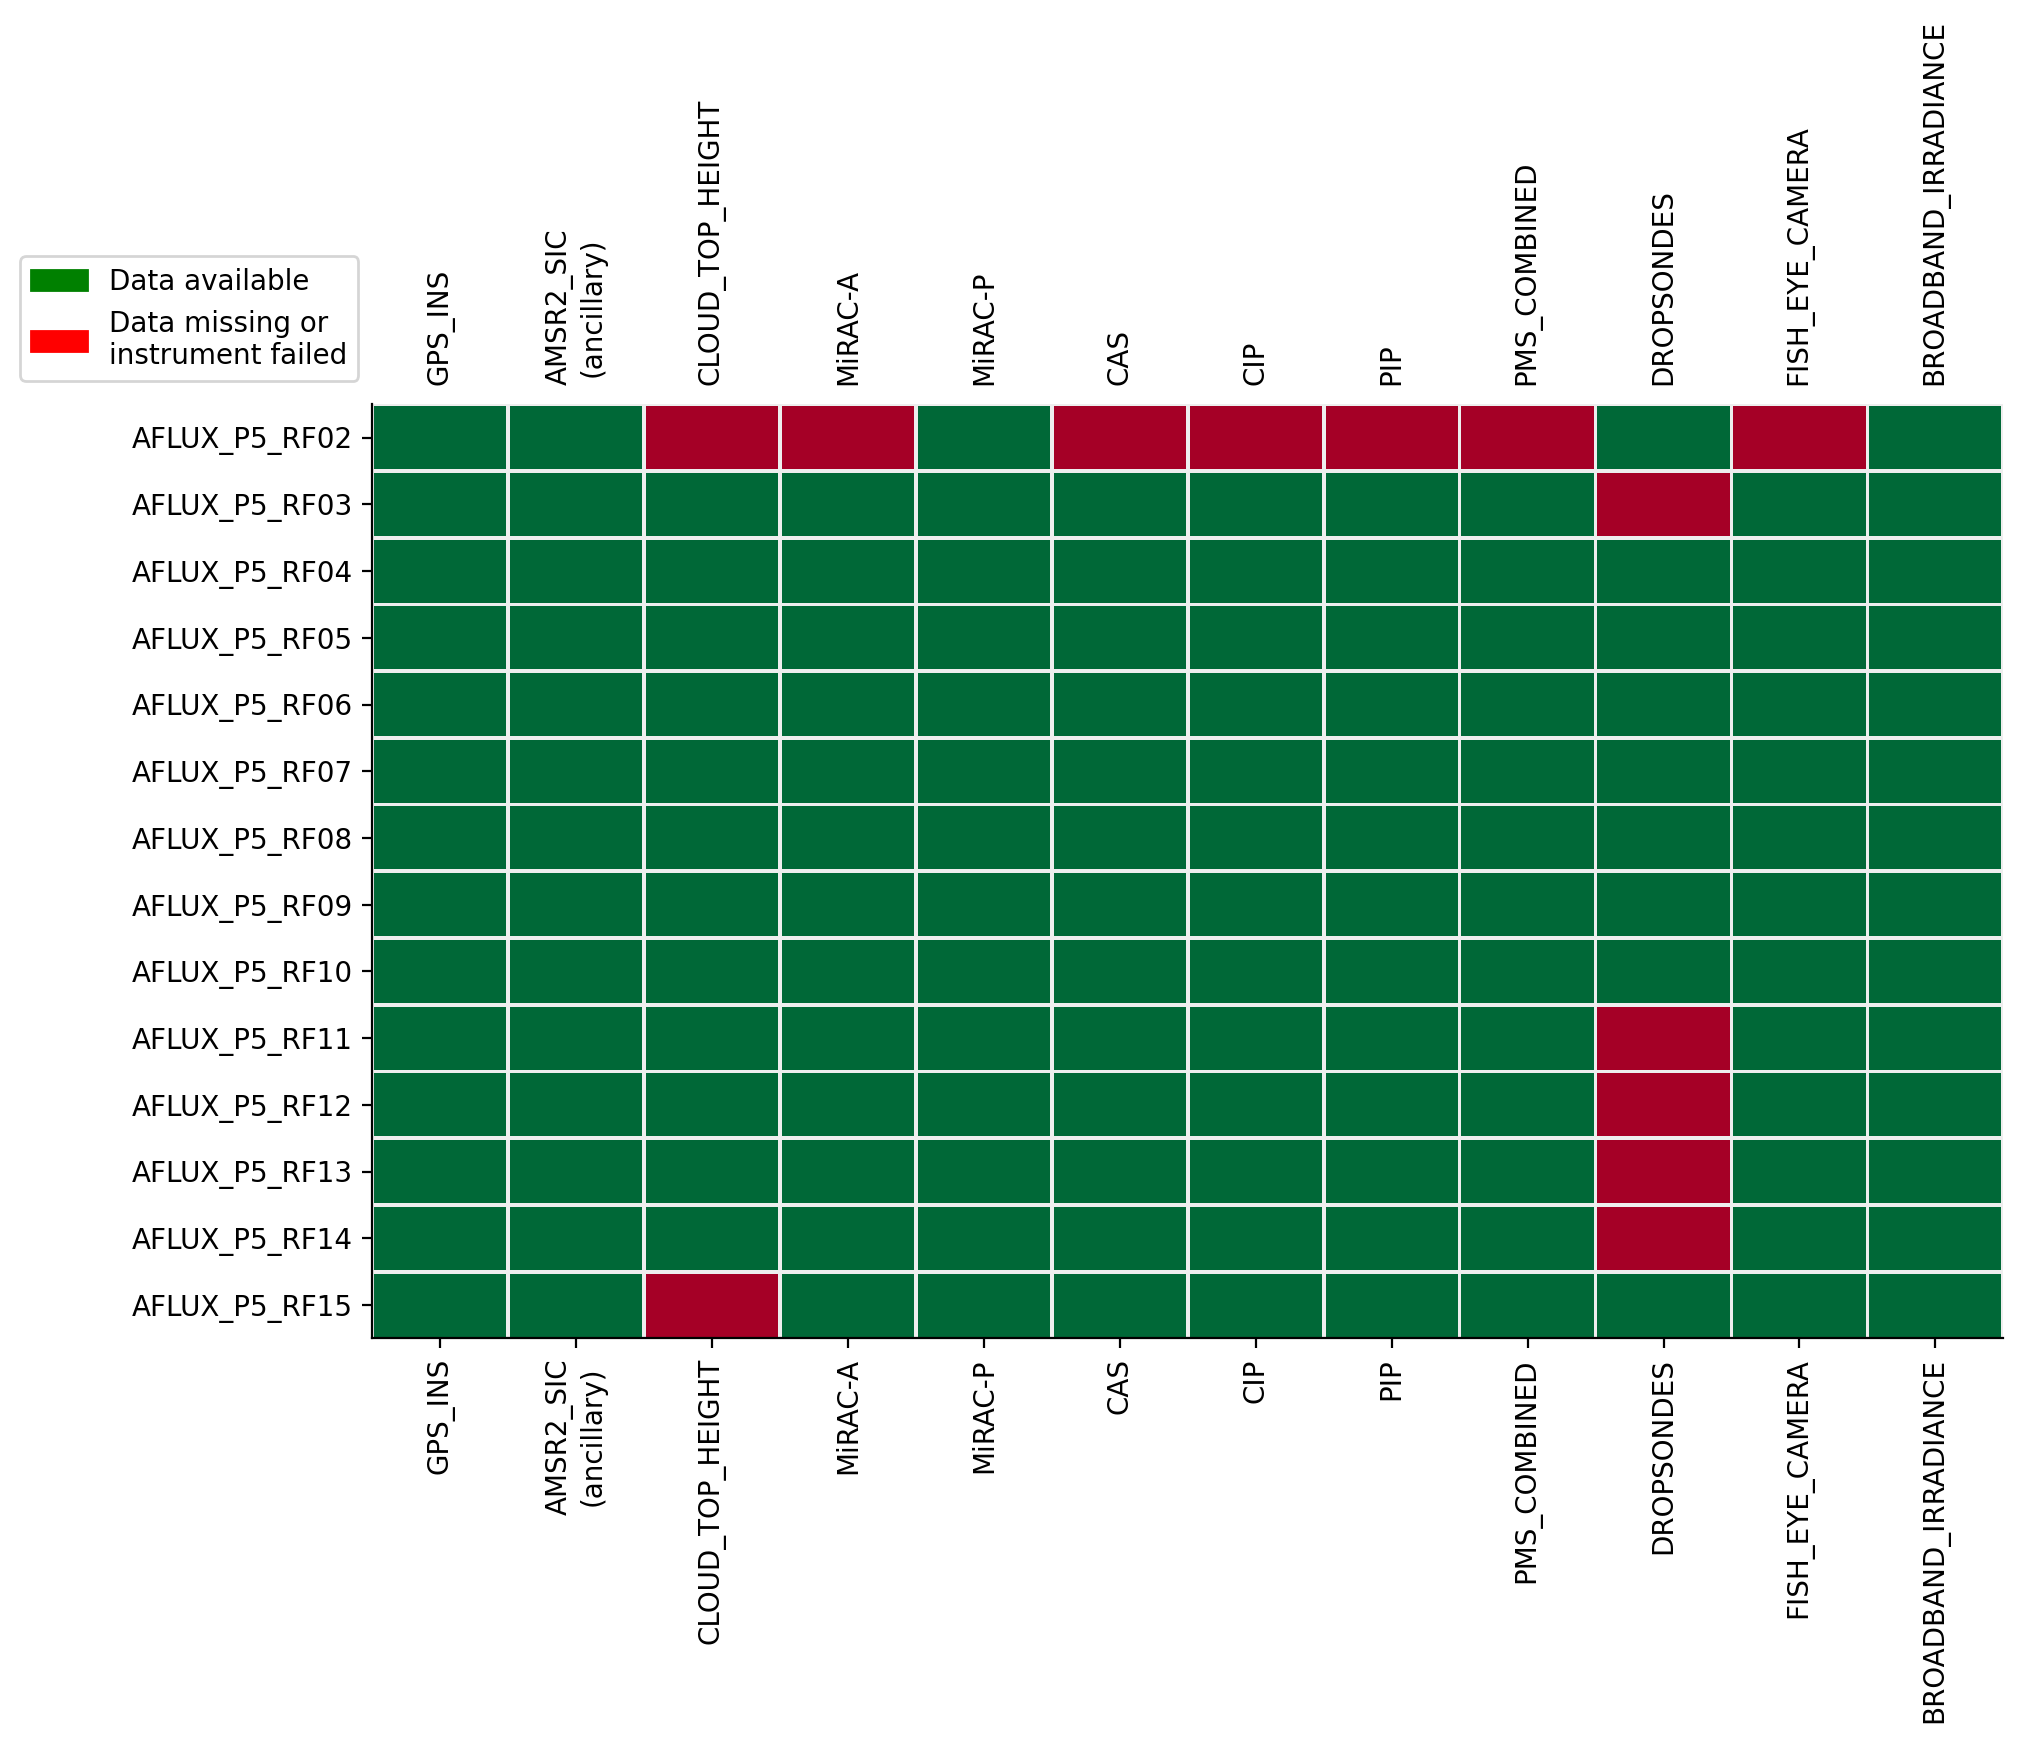 Data available
Data missing or
instrument failed
GPS_INS
AMSR2_SIC
(ancillary)
CLOUD_TOP_HEIGHT
MiRAC-A
MiRAC-P
CAS
CIP
PIP
PMS_COMBINED
DROPSONDES
FISH_EYE_CAMERA
BROADBAND_IRRADIANCE
AFLUX_P5_RF02
AFLUX_P5_RF03
AFLUX_P5_RF04
AFLUX_P5_RF05
AFLUX_P5_RF06
AFLUX_P5_RF07
AFLUX_P5_RF08
AFLUX_P5_RF09
AFLUX_P5_RF10
AFLUX_P5_RF11
AFLUX_P5_RF12
AFLUX_P5_RF13
AFLUX_P5_RF14
AFLUX_P5_RF15
GPS_INS
AMSR2_SIC
(ancillary)
CLOUD_TOP_HEIGHT
MiRAC-A
MiRAC-P
CAS
CIP
PIP
PMS_COMBINED
DROPSONDES
FISH_EYE_CAMERA
BROADBAND_IRRADIANCE